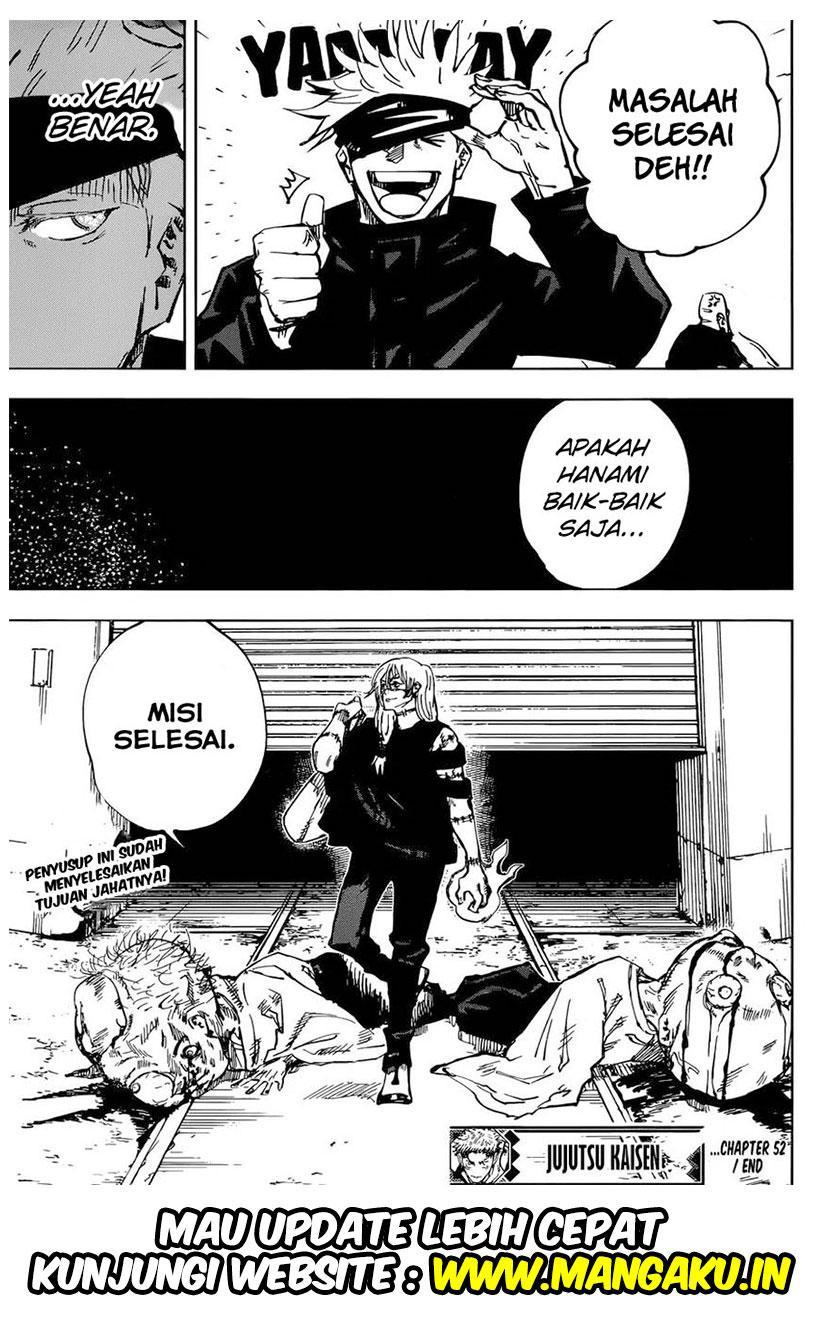 YAAAAAY
MASALAH
SELESAI
DEH!!
...YEAH
BENAR.
APAKAH
HANAMI
BAIK-BAIK
SAJA...
MISI
SELESAI.
PENYUSUP INI SUDAH
MENYELESAIKAN
TUJUAN JAHATNYA!
JUJUTSU KAISEN
...CHAPTER 52
/ END
MAU UPDATE LEBIH CEPAT
KUNJUNGI WEBSITE : WWW.MANGAKU.IN